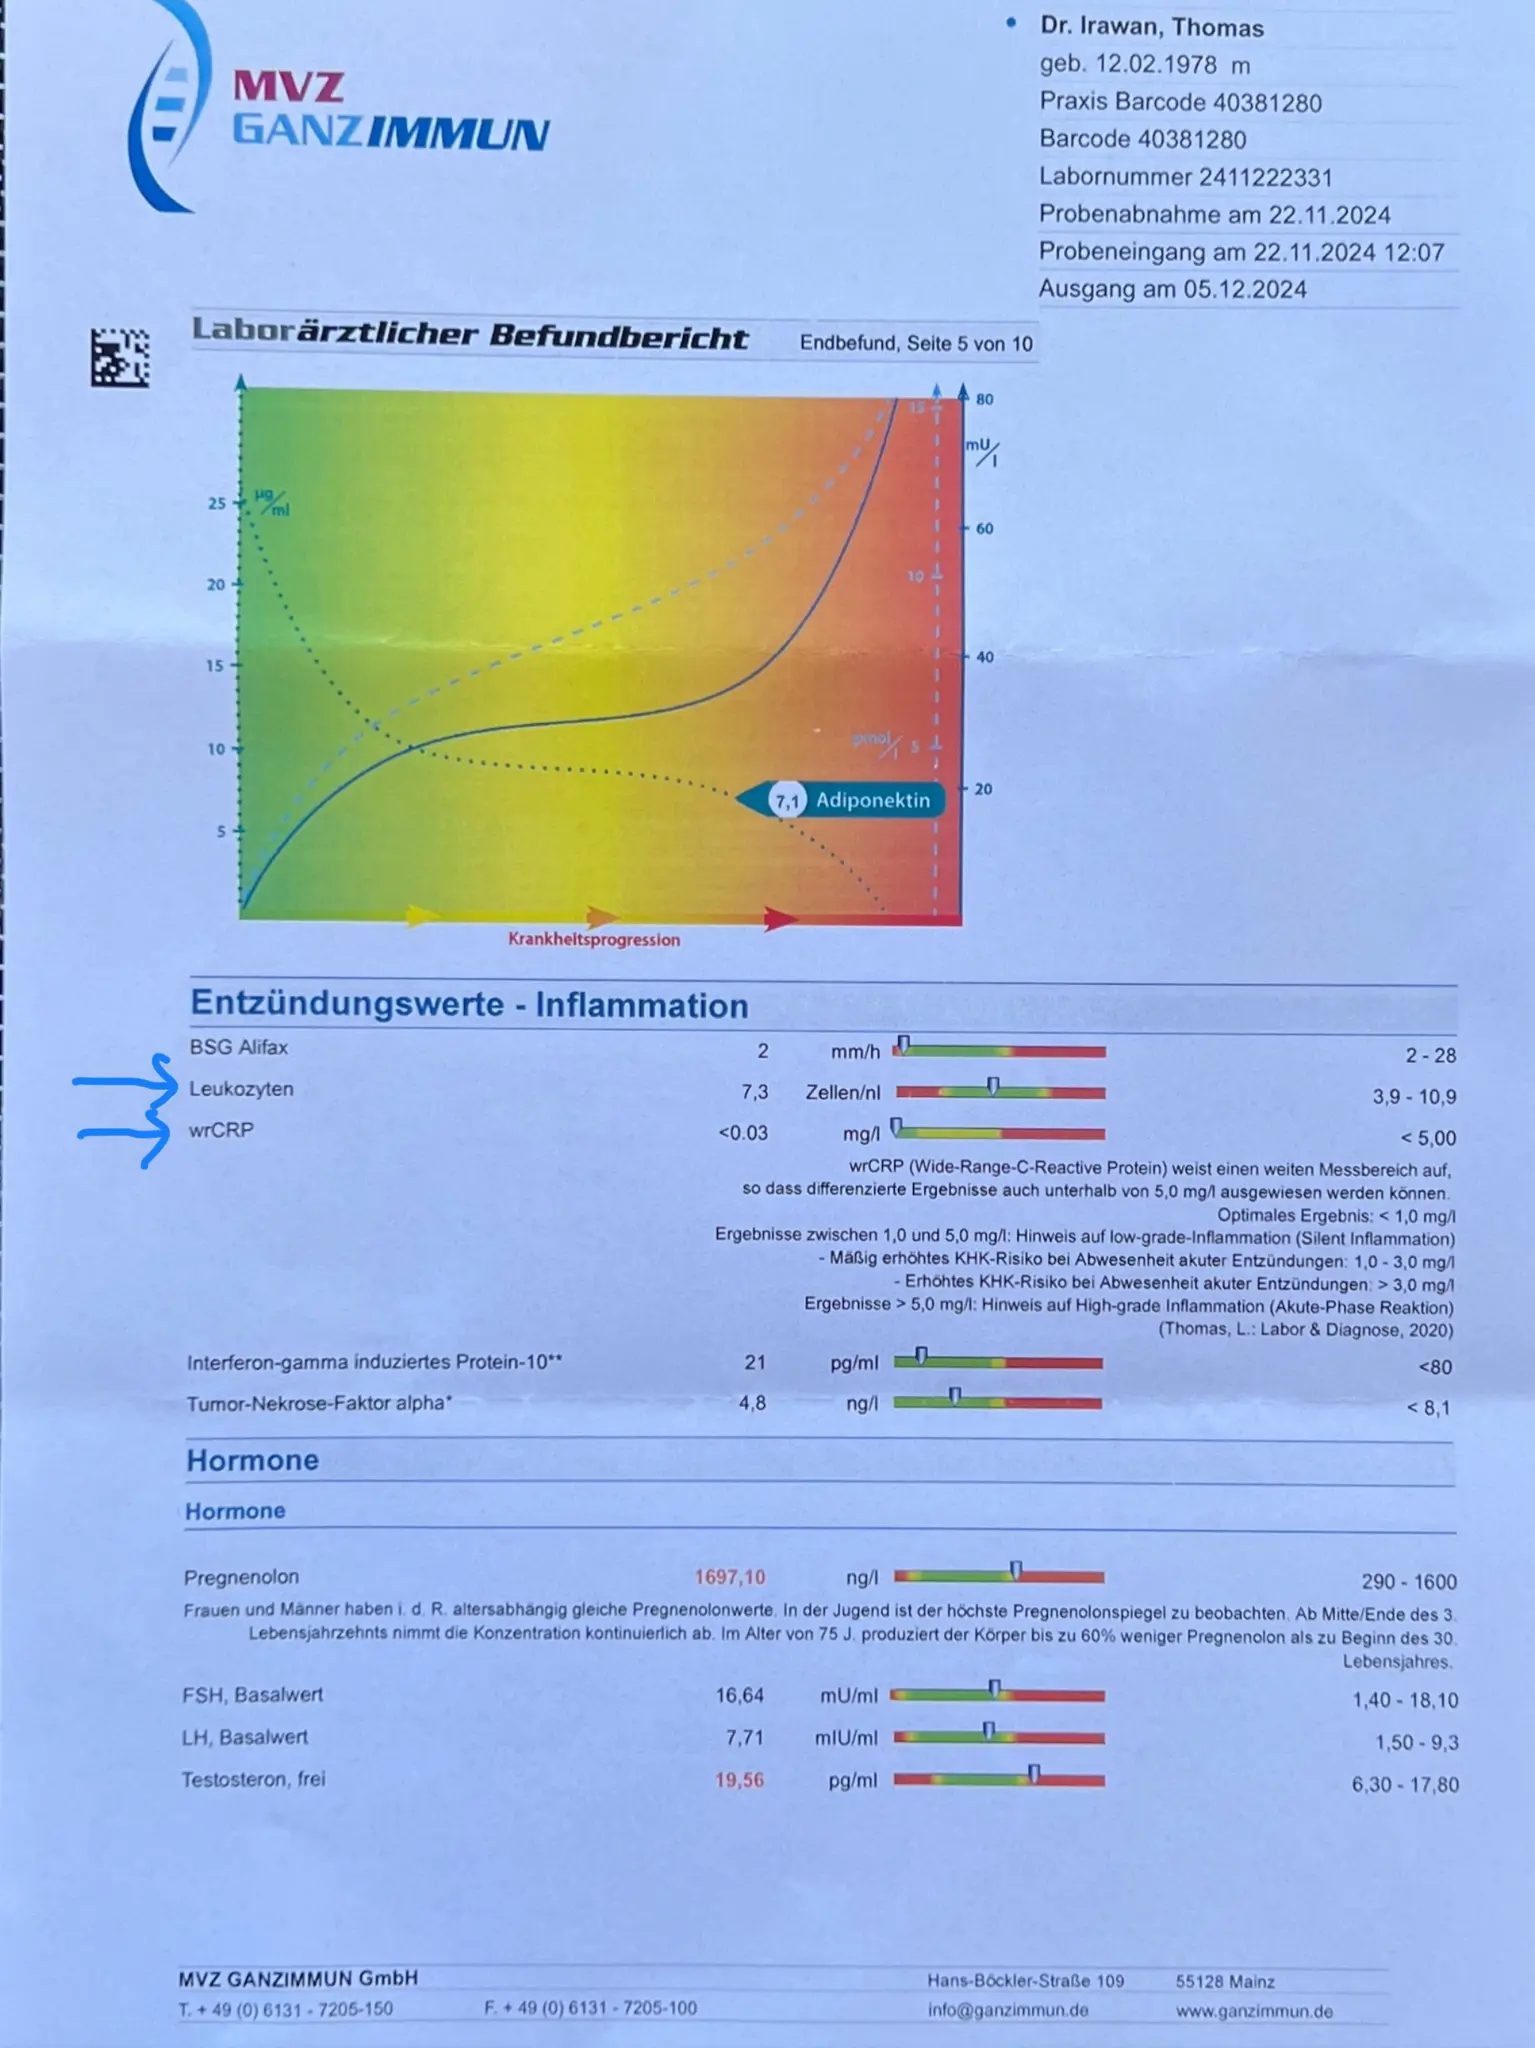 MVZ
GANZIMMUN
Dr. Irawan, Thomas
geb. 12.02.1978 m
Praxis Barcode 40381280
Barcode 40381280
Labornummer 2411222331
Probenabnahme am 22.11.2024
Probeneingang am 22.11.2024 12:07
Ausgang am 05.12.2024
Laborärztlicher Befundbericht Endbefund, Seite 5 von 10
15 80
mU/l
25 µg/ml
60
20
10
15
40
10
pmol/l 5
7,1 Adiponektin
20
5
Krankheitsprogression
Entzündungswerte - Inflammation
BSG Alifax 2 mm/h 2 - 28
Leukozyten 7,3 Zellen/nl 3,9 - 10,9
wrCRP <0.03 mg/l < 5,00
wrCRP (Wide-Range-C-Reactive Protein) weist einen weiten Messbereich auf,
so dass differenzierte Ergebnisse auch unterhalb von 5,0 mg/l ausgewiesen werden können.
Optimales Ergebnis: < 1,0 mg/l
Ergebnisse zwischen 1,0 und 5,0 mg/l: Hinweis auf low-grade-Inflammation (Silent Inflammation)
- Mäßig erhöhtes KHK-Risiko bei Abwesenheit akuter Entzündungen: 1,0 - 3,0 mg/l
- Erhöhtes KHK-Risiko bei Abwesenheit akuter Entzündungen: > 3,0 mg/l
Ergebnisse > 5,0 mg/l: Hinweis auf High-grade Inflammation (Akute-Phase Reaktion)
(Thomas, L.: Labor & Diagnose, 2020)
Interferon-gamma induziertes Protein-10** 21 pg/ml <80
Tumor-Nekrose-Faktor alpha* 4,8 ng/l < 8,1
Hormone
Hormone
Pregnenolon 1697,10 ng/l 290 - 1600
Frauen und Männer haben i. d. R. altersabhängig gleiche Pregnenolonwerte. In der Jugend ist der höchste Pregnenolonspiegel zu beobachten. Ab Mitte/Ende des 3.
Lebensjahrzehnts nimmt die Konzentration kontinuierlich ab. Im Alter von 75 J. produziert der Körper bis zu 60% weniger Pregnenolon als zu Beginn des 30.
Lebensjahres.
FSH, Basalwert 16,64 mU/ml 1,40 - 18,10
LH, Basalwert 7,71 mIU/ml 1,50 - 9,3
Testosteron, frei 19,56 pg/ml 6,30 - 17,80
MVZ GANZIMMUN GmbH Hans-Böckler-Straße 109 55128 Mainz
T. + 49 (0) 6131 - 7205-150 F. + 49 (0) 6131 - 7205-100 info@ganzimmun.de www.ganzimmun.de